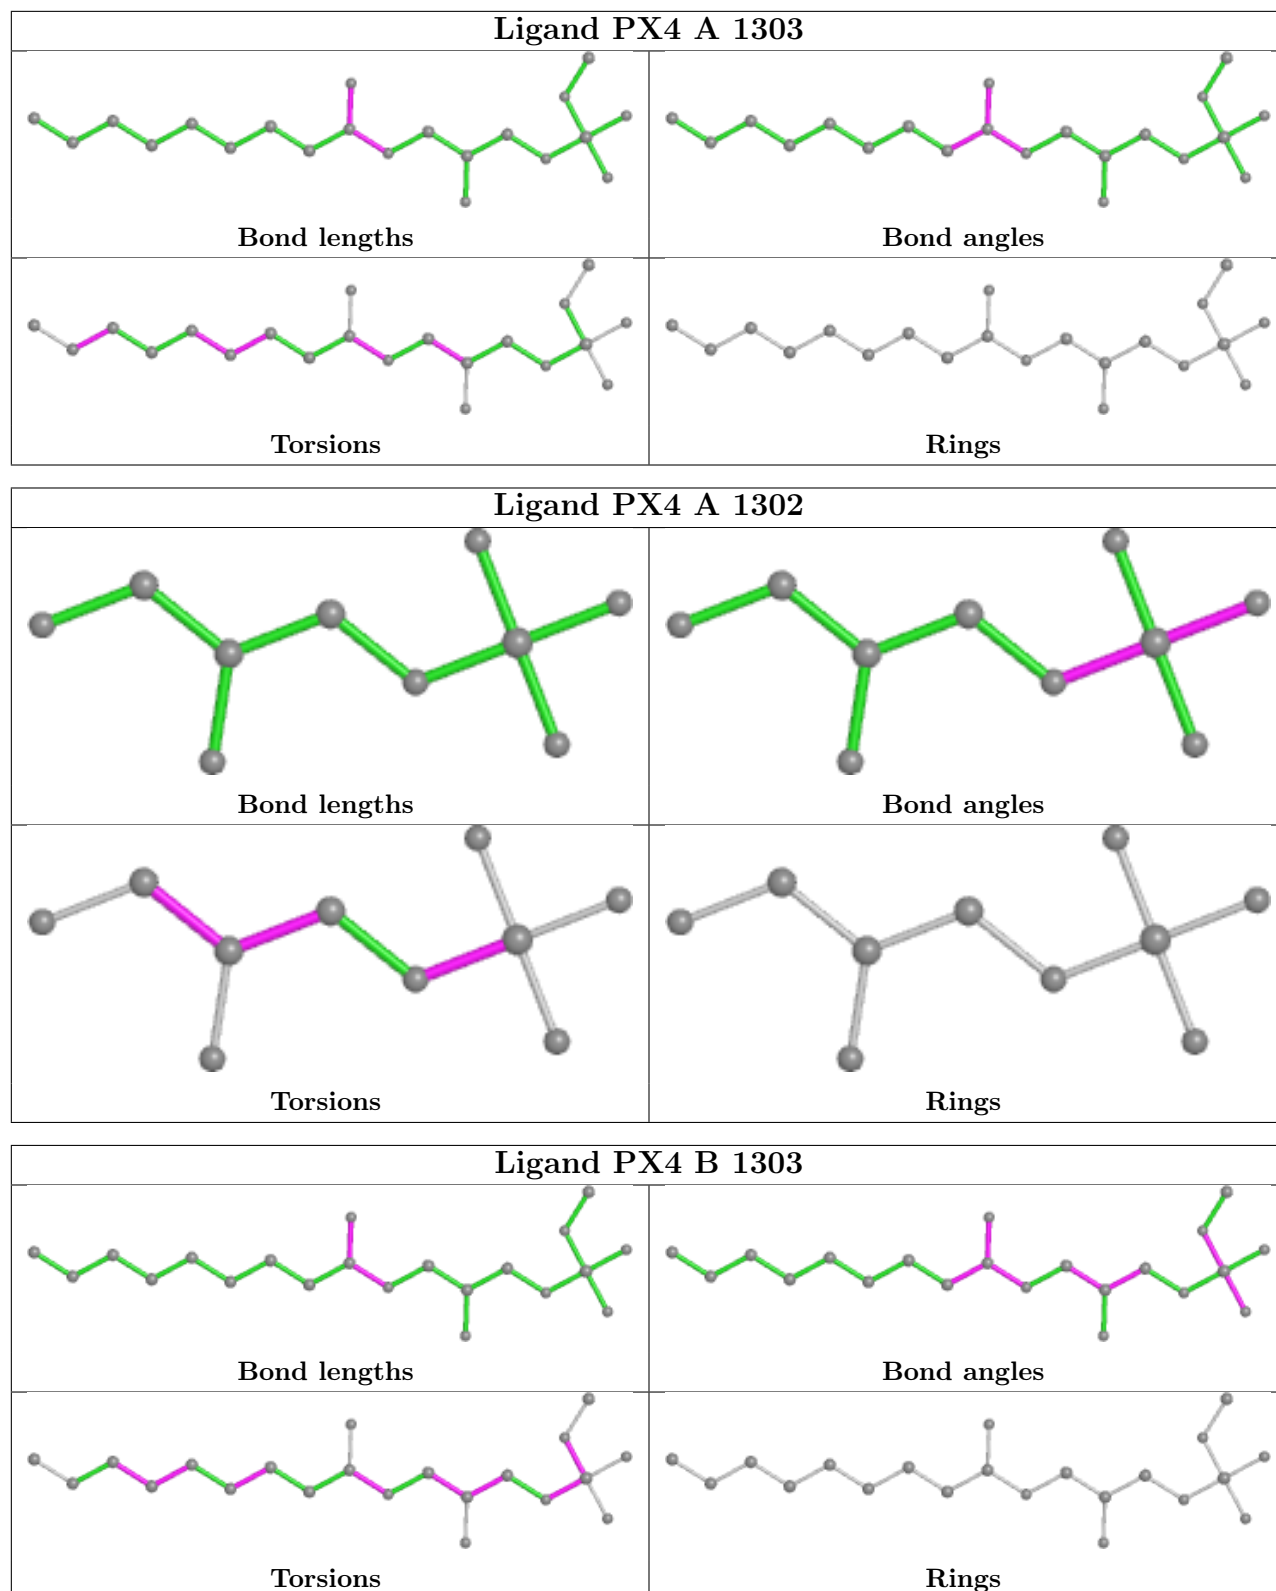 Ligand PX4 A 1303
Bond lengths
Bond angles
Torsions
Rings
Ligand PX4 A 1302
Bond lengths
Bond angles
Torsions
Rings
Ligand PX4 B 1303
Bond lengths
Bond angles
Torsions
Rings